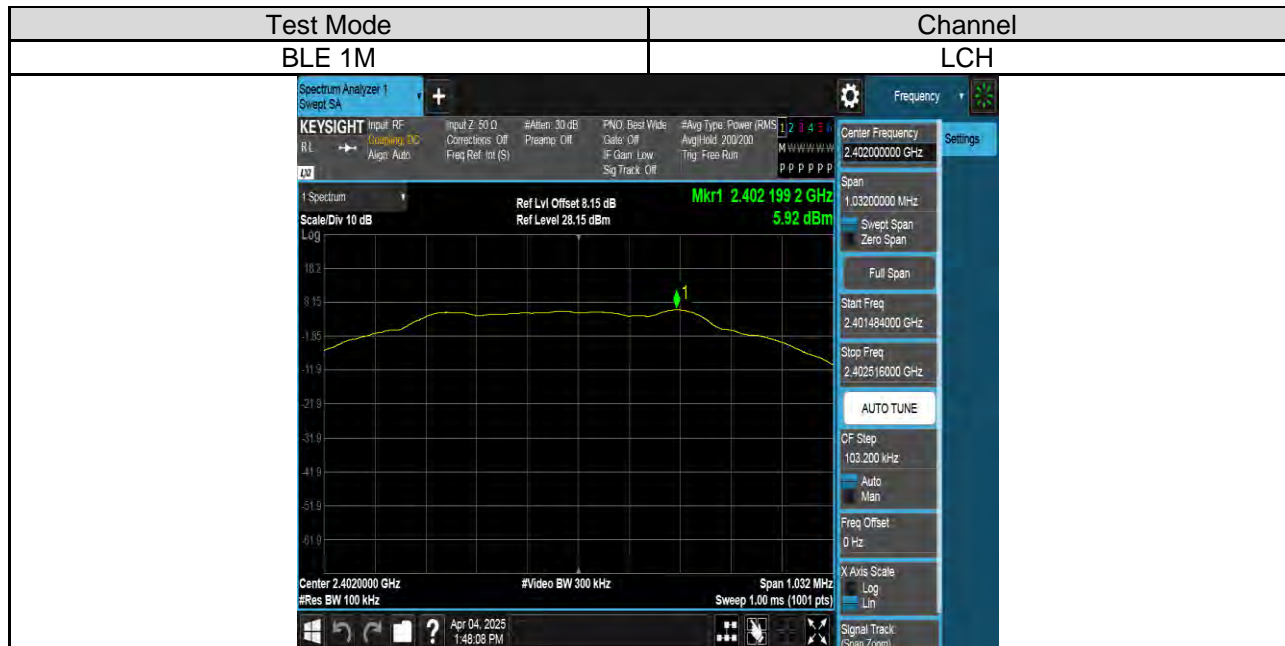 Test Mode Channel
BLE 1M LCH
Spectrum Analyzer 1
Swept SA
+
Frequency
KEYSIGHT Input: RF Input Z: 50 Ω #Atten: 30 dB PNO: Best Wide #Avg Type: Power (RMS 1 2 3 4 5 6
RL Coupling: DC Corrections: Off Preamp: Off Gate: Off Avg|Hold: 200/200 M W W W W W
Align: Auto Freq Ref: Int (S) IF Gain: Low Trig: Free Run
LXI Sig Track: Off P P P P P P
Center Frequency
2.402000000 GHz
Settings
Span
1.03200000 MHz
Swept Span
Zero Span
Full Span
Start Freq
2.401484000 GHz
Stop Freq
2.402516000 GHz
AUTO TUNE
CF Step
103.200 kHz
Auto
Man
Freq Offset
0 Hz
X Axis Scale
Log
Lin
Signal Track
(Span Zoom)
1 Spectrum Ref Lvl Offset 8.15 dB Mkr1 2.402 199 2 GHz
Scale/Div 10 dB Ref Level 28.15 dBm 5.92 dBm
Log
18.2
8.15
1
-1.85
-11.9
-21.9
-31.9
-41.9
-51.9
-61.9
Center 2.4020000 GHz #Video BW 300 kHz Span 1.032 MHz
#Res BW 100 kHz Sweep 1.00 ms (1001 pts)
? Apr 04, 2025
1:48:08 PM